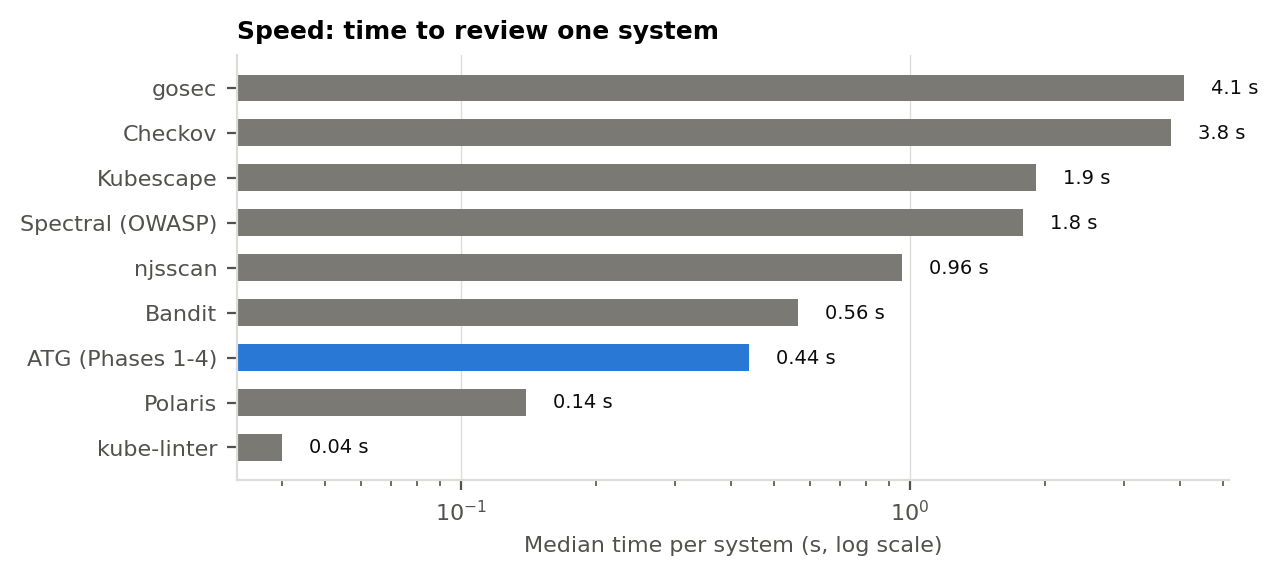 Speed: time to review one system
gosec 4.1 s
Checkov 3.8 s
Kubescape 1.9 s
Spectral (OWASP) 1.8 s
njsscan 0.96 s
Bandit 0.56 s
ATG (Phases 1-4) 0.44 s
Polaris 0.14 s
kube-linter 0.04 s
10⁻¹ 10⁰
Median time per system (s, log scale)